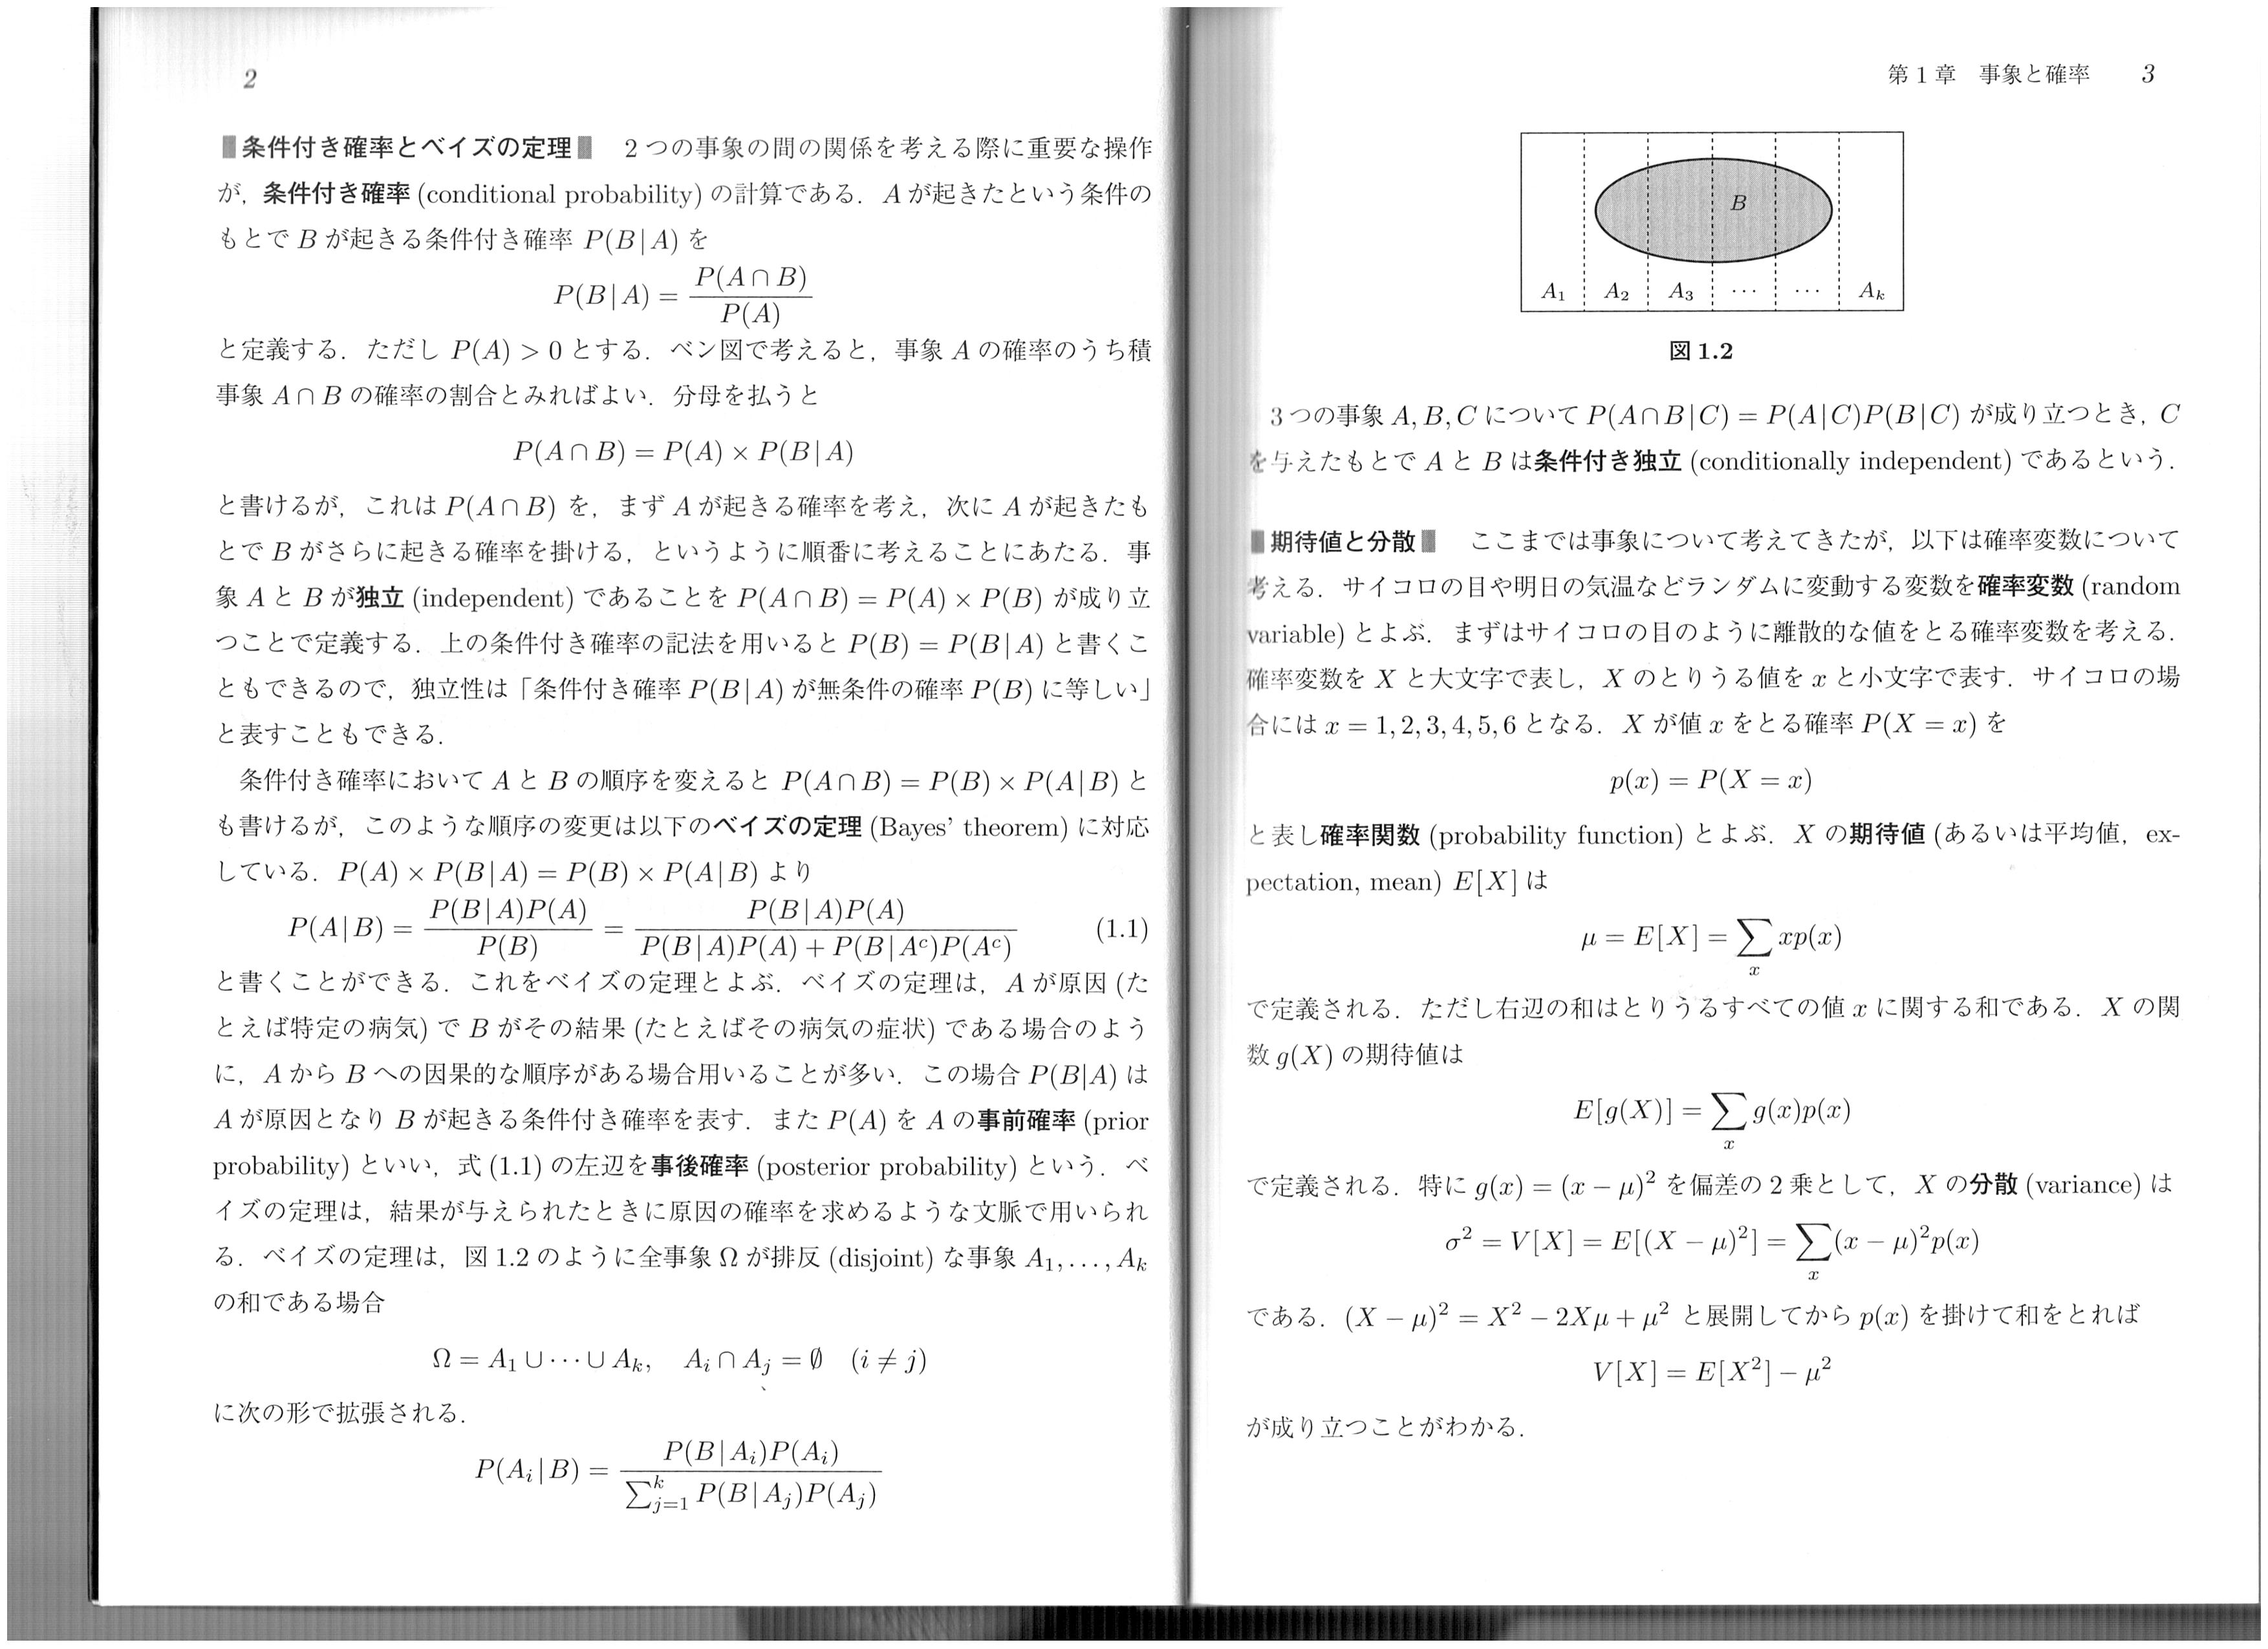 2
条件付き確率とベイズの定理 2つの事象の間の関係を考える際に重要な操作
が，条件付き確率 (conditional probability) の計算である．A が起きたという条件の
もとで B が起きる条件付き確率 P(B|A) を
P(B|A) = P(A∩B) / P(A)
と定義する．ただし P(A) > 0 とする．ベン図で考えると，事象 A の確率のうち積
事象 A∩B の確率の割合とみればよい．分母を払うと
P(A∩B) = P(A) × P(B|A)
と書けるが，これは P(A∩B) を，まず A が起きる確率を考え，次に A が起きたも
とで B がさらに起きる確率を掛ける，というように順番に考えることにあたる．事
象 A と B が独立 (independent) であることを P(A∩B) = P(A) × P(B) が成り立
つことで定義する．上の条件付き確率の記法を用いると P(B) = P(B|A) と書くこ
ともできるので，独立性は「条件付き確率 P(B|A) が無条件の確率 P(B) に等しい」
と表すこともできる．
条件付き確率において A と B の順序を変えると P(A∩B) = P(B) × P(A|B) と
も書けるが，このような順序の変更は以下のベイズの定理 (Bayes' theorem) に対応
している．P(A) × P(B|A) = P(B) × P(A|B) より
P(A|B) = P(B|A)P(A) / P(B) = P(B|A)P(A) / (P(B|A)P(A) + P(B|Aᶜ)P(Aᶜ)) (1.1)
と書くことができる．これをベイズの定理とよぶ．ベイズの定理は，A が原因 (た
とえば特定の病気) で B がその結果 (たとえばその病気の症状) である場合のよう
に，A から B への因果的な順序がある場合用いることが多い．この場合 P(B|A) は
A が原因となり B が起きる条件付き確率を表す．また P(A) を A の事前確率 (prior
probability) といい，式 (1.1) の左辺を事後確率 (posterior probability) という．ベ
イズの定理は，結果が与えられたときに原因の確率を求めるような文脈で用いられ
る．ベイズの定理は，図 1.2 のように全事象 Ω が排反 (disjoint) な事象 A₁, . . . , Aₖ
の和である場合
Ω = A₁ ∪ ··· ∪ Aₖ, Aᵢ ∩ Aⱼ = ∅ (i ≠ j)
に次の形で拡張される．
P(Aᵢ|B) = P(B|Aᵢ)P(Aᵢ) / ∑ⱼ₌₁ᵏ P(B|Aⱼ)P(Aⱼ)
第 1 章 事象と確率 3
B
A₁ A₂ A₃ ··· ··· Aₖ
図 1.2
3 つの事象 A, B, C について P(A∩B|C) = P(A|C)P(B|C) が成り立つとき，C
を与えたもとで A と B は条件付き独立 (conditionally independent) であるという．
期待値と分散 ここまでは事象について考えてきたが，以下は確率変数について
考える．サイコロの目や明日の気温などランダムに変動する変数を確率変数 (random
variable) とよぶ．まずはサイコロの目のように離散的な値をとる確率変数を考える．
確率変数を X と大文字で表し，X のとりうる値を x と小文字で表す．サイコロの場
合には x = 1, 2, 3, 4, 5, 6 となる．X が値 x をとる確率 P(X = x) を
p(x) = P(X = x)
と表し確率関数 (probability function) とよぶ．X の期待値 (あるいは平均値，ex-
pectation, mean) E[X] は
μ = E[X] = ∑ₓ xp(x)
で定義される．ただし右辺の和はとりうるすべての値 x に関する和である．X の関
数 g(X) の期待値は
E[g(X)] = ∑ₓ g(x)p(x)
で定義される．特に g(x) = (x − μ)² を偏差の 2 乗として，X の分散 (variance) は
σ² = V[X] = E[(X − μ)²] = ∑ₓ (x − μ)²p(x)
である．(X − μ)² = X² − 2Xμ + μ² と展開してから p(x) を掛けて和をとれば
V[X] = E[X²] − μ²
が成り立つことがわかる．